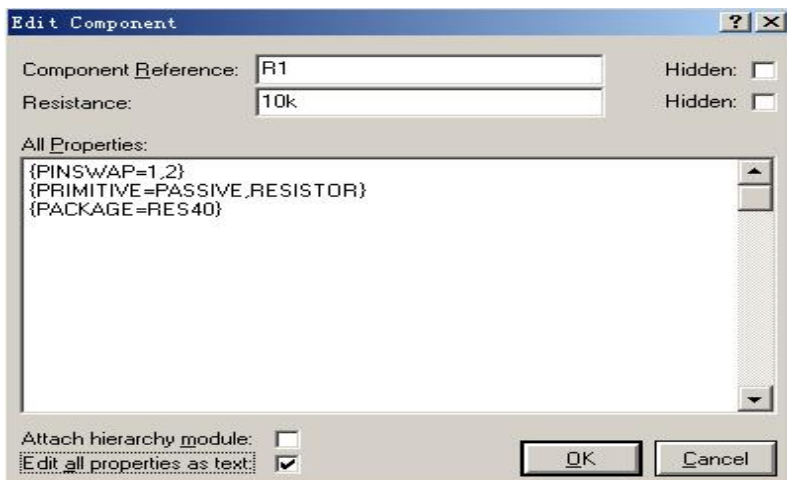 Edit Component
Component Reference: R1 Hidden:
Resistance: 10k Hidden:
All Properties:
{PINSWAP=1,2}
{PRIMITIVE=PASSIVE,RESISTOR}
{PACKAGE=RES40}
Attach hierarchy module:
Edit all properties as text:
OK Cancel